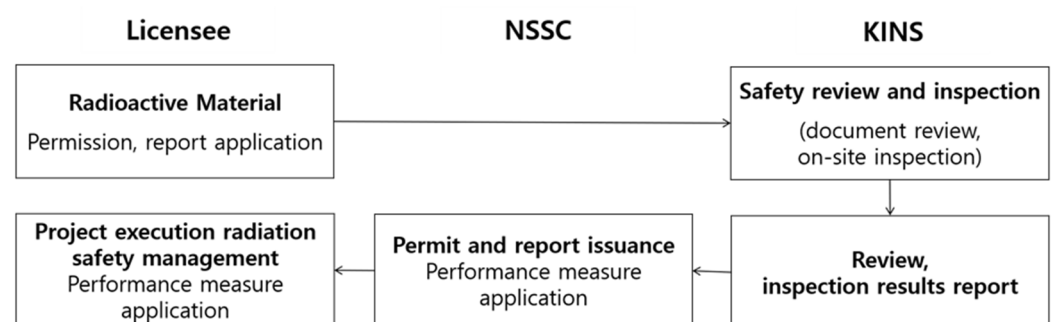 Licensee
NSSC
KINS
Radioactive Material
Permission, report application
Safety review and inspection
(document review,
on-site inspection)
Project execution radiation
safety management
Performance measure
application
Permit and report issuance
Performance measure
application
Review,
inspection results report